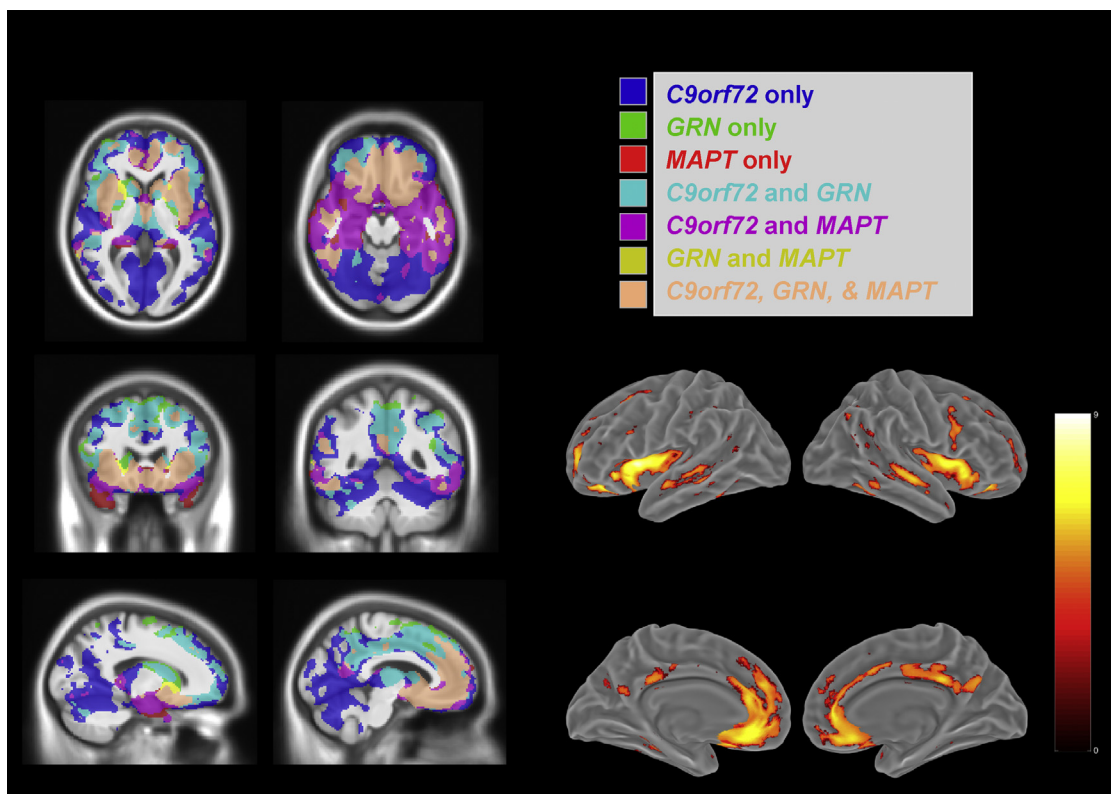 C9orf72 only
GRN only
MAPT only
C9orf72 and GRN
C9orf72 and MAPT
GRN and MAPT
C9orf72, GRN, & MAPT
9
0